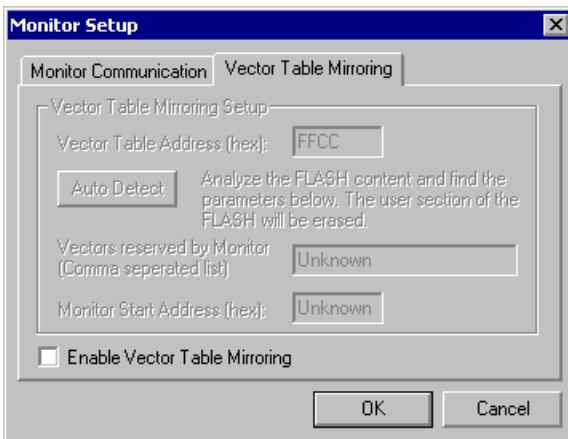 Monitor Setup
Monitor Communication
Vector Table Mirroring
Vector Table Mirroring Setup
Vector Table Address (hex): FFCC
Auto Detect
Analyze the FLASH content and find the
parameters below. The user section of the
FLASH will be erased.
Vectors reserved by Monitor
(Comma seperated list)
Unknown
Monitor Start Address (hex): Unknown
Enable Vector Table Mirroring
OK
Cancel